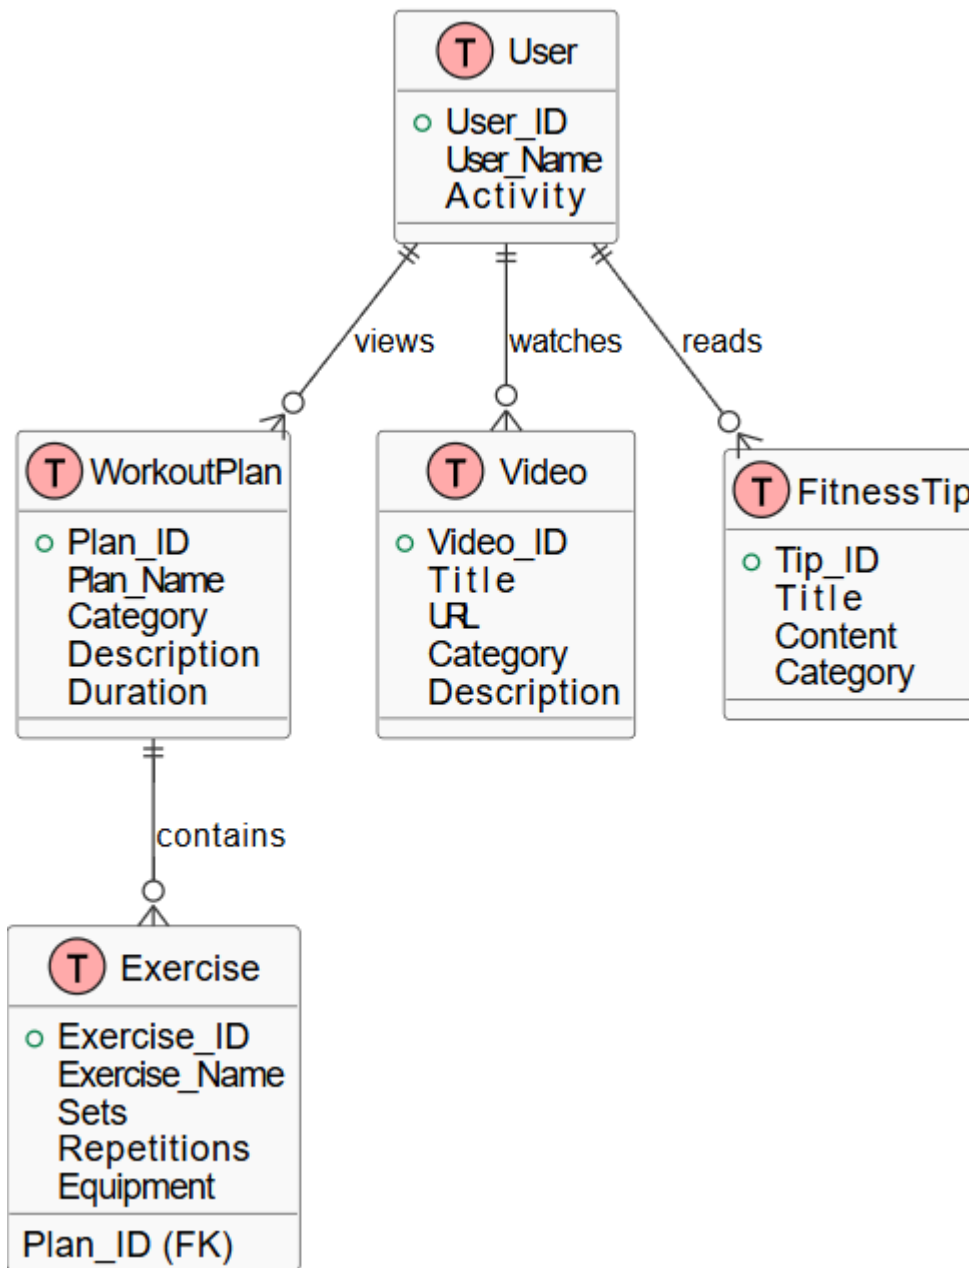 T User
User_ID
User_Name
Activity
views
watches
reads
T WorkoutPlan
Plan_ID
Plan_Name
Category
Description
Duration
T Video
Video_ID
Title
URL
Category
Description
T FitnessTip
Tip_ID
Title
Content
Category
contains
T Exercise
Exercise_ID
Exercise_Name
Sets
Repetitions
Equipment
Plan_ID (FK)